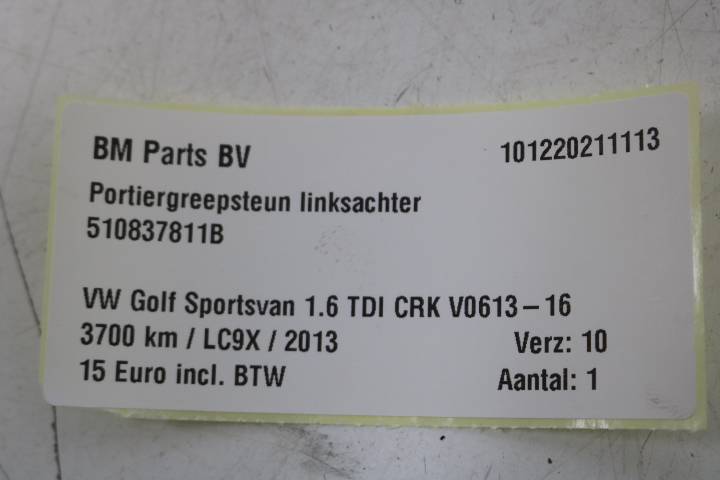 BM Parts BV 101220211113
Portiergreepsteun linksachter
510837811B
VW Golf Sportsvan 1.6 TDI CRK V0613-16
3700 km / LC9X / 2013 Verz: 10
15 Euro incl. BTW Aantal: 1